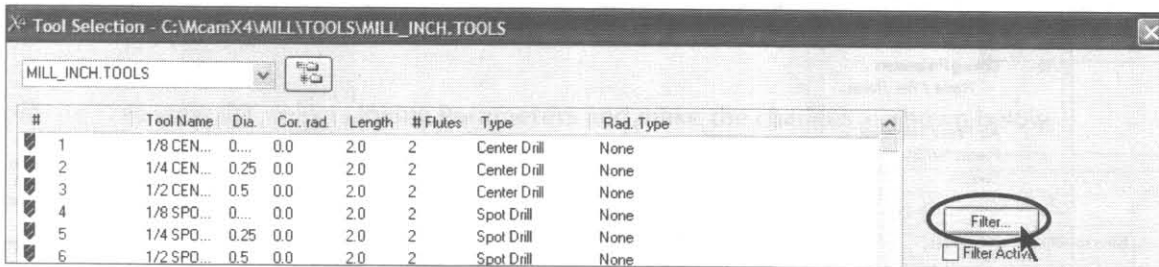 Tool Selection - C:\McamX4\MILL\TOOLS\MILL_INCH.TOOLS
MILL_INCH.TOOLS
# Tool Name Dia. Cor. rad. Length # Flutes Type Rad. Type
1 1/8 CEN... 0.... 0.0 2.0 2 Center Drill None
2 1/4 CEN... 0.25 0.0 2.0 2 Center Drill None
3 1/2 CEN... 0.5 0.0 2.0 2 Center Drill None
4 1/8 SPO... 0.... 0.0 2.0 2 Spot Drill None
5 1/4 SPO... 0.25 0.0 2.0 2 Spot Drill None
6 1/2 SPO... 0.5 0.0 2.0 2 Spot Drill None
Filter...
Filter Active